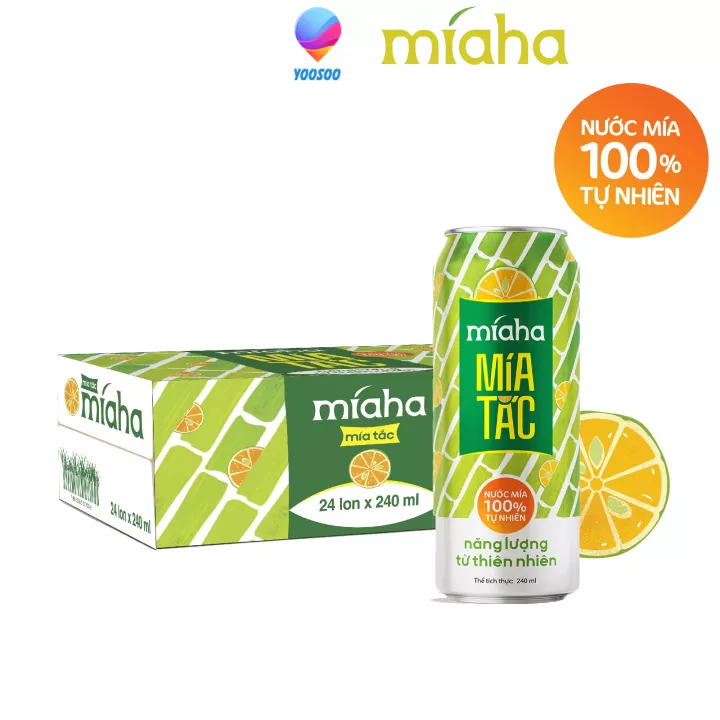 YOOSOO
míaha
NƯỚC MÍA
100%
TỰ NHIÊN
míaha
MÍA
TẮC
NƯỚC MÍA
100%
TỰ NHIÊN
năng lượng
từ thiên nhiên
Thể tích thực: 240 ml
mía tắc
míaha
24 lon x 240 ml
míaha
mía tắc
24 lon x 240 ml